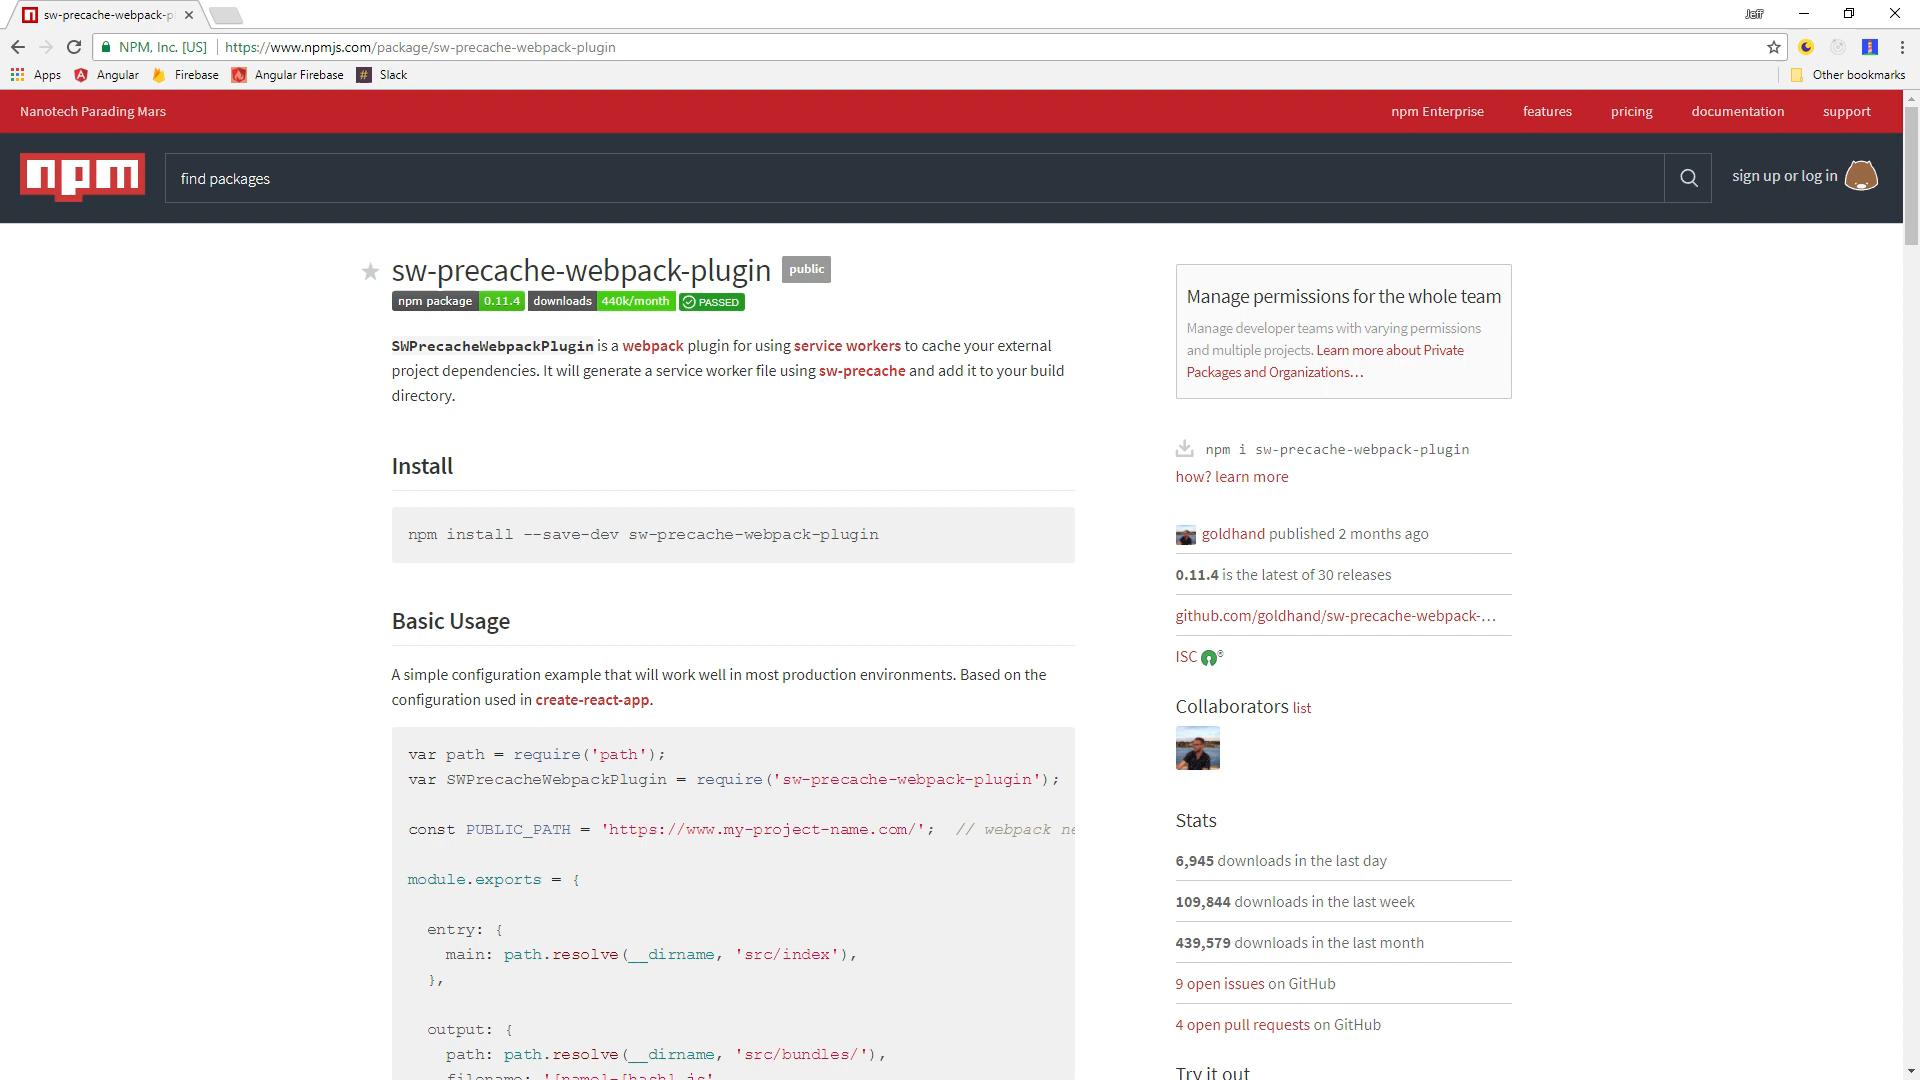 sw-precache-webpack-p
Jeff
NPM, Inc. [US]
https://www.npmjs.com/package/sw-precache-webpack-plugin
Apps
Angular
Firebase
Angular Firebase
# Slack
Other bookmarks
Nanotech Parading Mars
npm Enterprise
features
pricing
documentation
support
npm
find packages
sign up or log in
sw-precache-webpack-plugin public
npm package 0.11.4 downloads 440k/month PASSED
SWPrecacheWebpackPlugin is a webpack plugin for using service workers to cache your external
project dependencies. It will generate a service worker file using sw-precache and add it to your build
directory.
Install
npm install --save-dev sw-precache-webpack-plugin
Basic Usage
A simple configuration example that will work well in most production environments. Based on the
configuration used in create-react-app.
var path = require('path');
var SWPrecacheWebpackPlugin = require('sw-precache-webpack-plugin');
const PUBLIC_PATH = 'https://www.my-project-name.com/';  // webpack ne
module.exports = {
entry: {
main: path.resolve(__dirname, 'src/index'),
},
output: {
path: path.resolve(__dirname, 'src/bundles/'),
filename: '[name]-[hash].js'
Manage permissions for the whole team
Manage developer teams with varying permissions
and multiple projects. Learn more about Private
Packages and Organizations…
npm i sw-precache-webpack-plugin
how? learn more
goldhand published 2 months ago
0.11.4 is the latest of 30 releases
github.com/goldhand/sw-precache-webpack-…
ISC ®
Collaborators list
Stats
6,945 downloads in the last day
109,844 downloads in the last week
439,579 downloads in the last month
9 open issues on GitHub
4 open pull requests on GitHub
Try it out